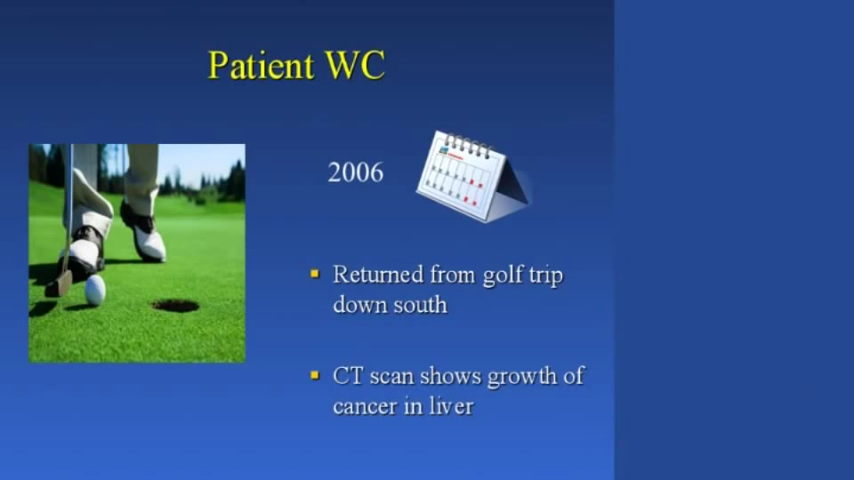 Patient WC
2006
Returned from golf trip
down south
CT scan shows growth of
cancer in liver